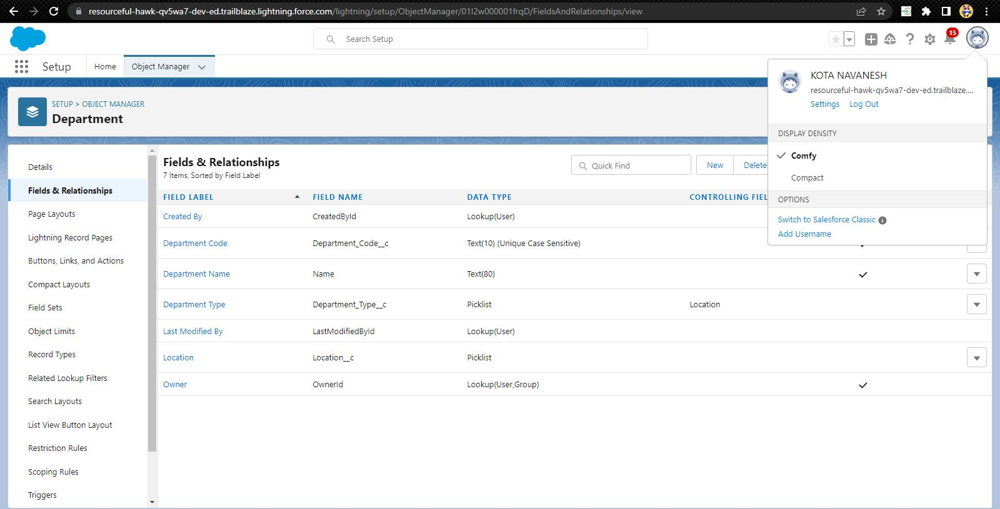 resourceful-hawk-qv5wa7-dev-ed.trailblaze.lightning.force.com/lightning/setup/ObjectManager/01I2w000001frqD/FieldsAndRelationships/view
Search Setup
15
Setup
Home
Object Manager
KOTA NAVANESH
resourceful-hawk-qv5wa7-dev-ed.trailblaze....
Settings Log Out
DISPLAY DENSITY
Comfy
Compact
OPTIONS
Switch to Salesforce Classic
Add Username
SETUP > OBJECT MANAGER
Department
Details
Fields & Relationships
Page Layouts
Lightning Record Pages
Buttons, Links, and Actions
Compact Layouts
Field Sets
Object Limits
Record Types
Related Lookup Filters
Search Layouts
List View Button Layout
Restriction Rules
Scoping Rules
Triggers
Fields & Relationships
7 Items, Sorted by Field Label
Quick Find
New
Delete
FIELD LABEL FIELD NAME DATA TYPE CONTROLLING FIEL
Created By CreatedById Lookup(User)
Department Code Department_Code__c Text(10) (Unique Case Sensitive)
Department Name Name Text(80)
Department Type Department_Type__c Picklist Location
Last Modified By LastModifiedById Lookup(User)
Location Location__c Picklist
Owner OwnerId Lookup(User,Group)